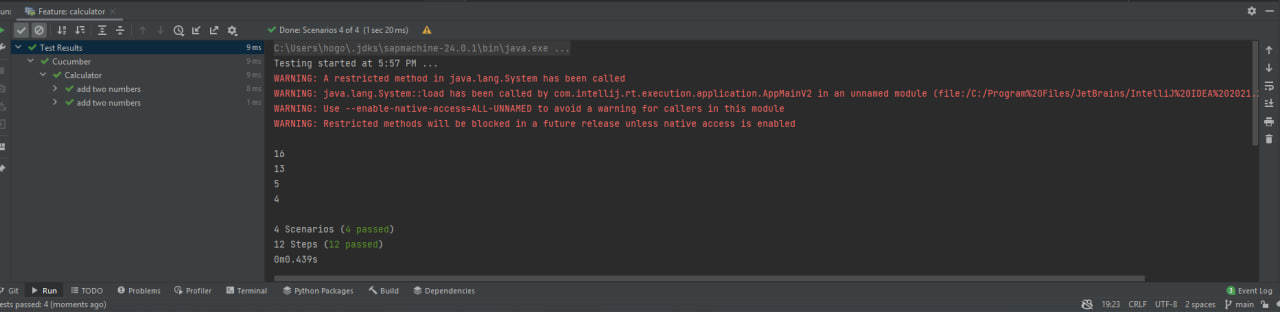 un: Feature: calculator
Done: Scenarios 4 of 4 (1 sec 20 ms)
Test Results 9 ms
Cucumber 9 ms
Calculator 9 ms
add two numbers 8 ms
add two numbers 1 ms
C:\Users\hogo\.jdks\sapmachine-24.0.1\bin\java.exe ...
Testing started at 5:57 PM ...
WARNING: A restricted method in java.lang.System has been called
WARNING: java.lang.System::load has been called by com.intellij.rt.execution.application.AppMainV2 in an unnamed module (file:/C:/Program%20Files/JetBrains/IntelliJ%20IDEA%202021.
WARNING: Use --enable-native-access=ALL-UNNAMED to avoid a warning for callers in this module
WARNING: Restricted methods will be blocked in a future release unless native access is enabled
16
13
5
4
4 Scenarios (4 passed)
12 Steps (12 passed)
0m0.439s
Git Run TODO Problems Profiler Terminal Python Packages Build Dependencies 3 Event Log
ests passed: 4 (moments ago) 19:23 CRLF UTF-8 2 spaces main